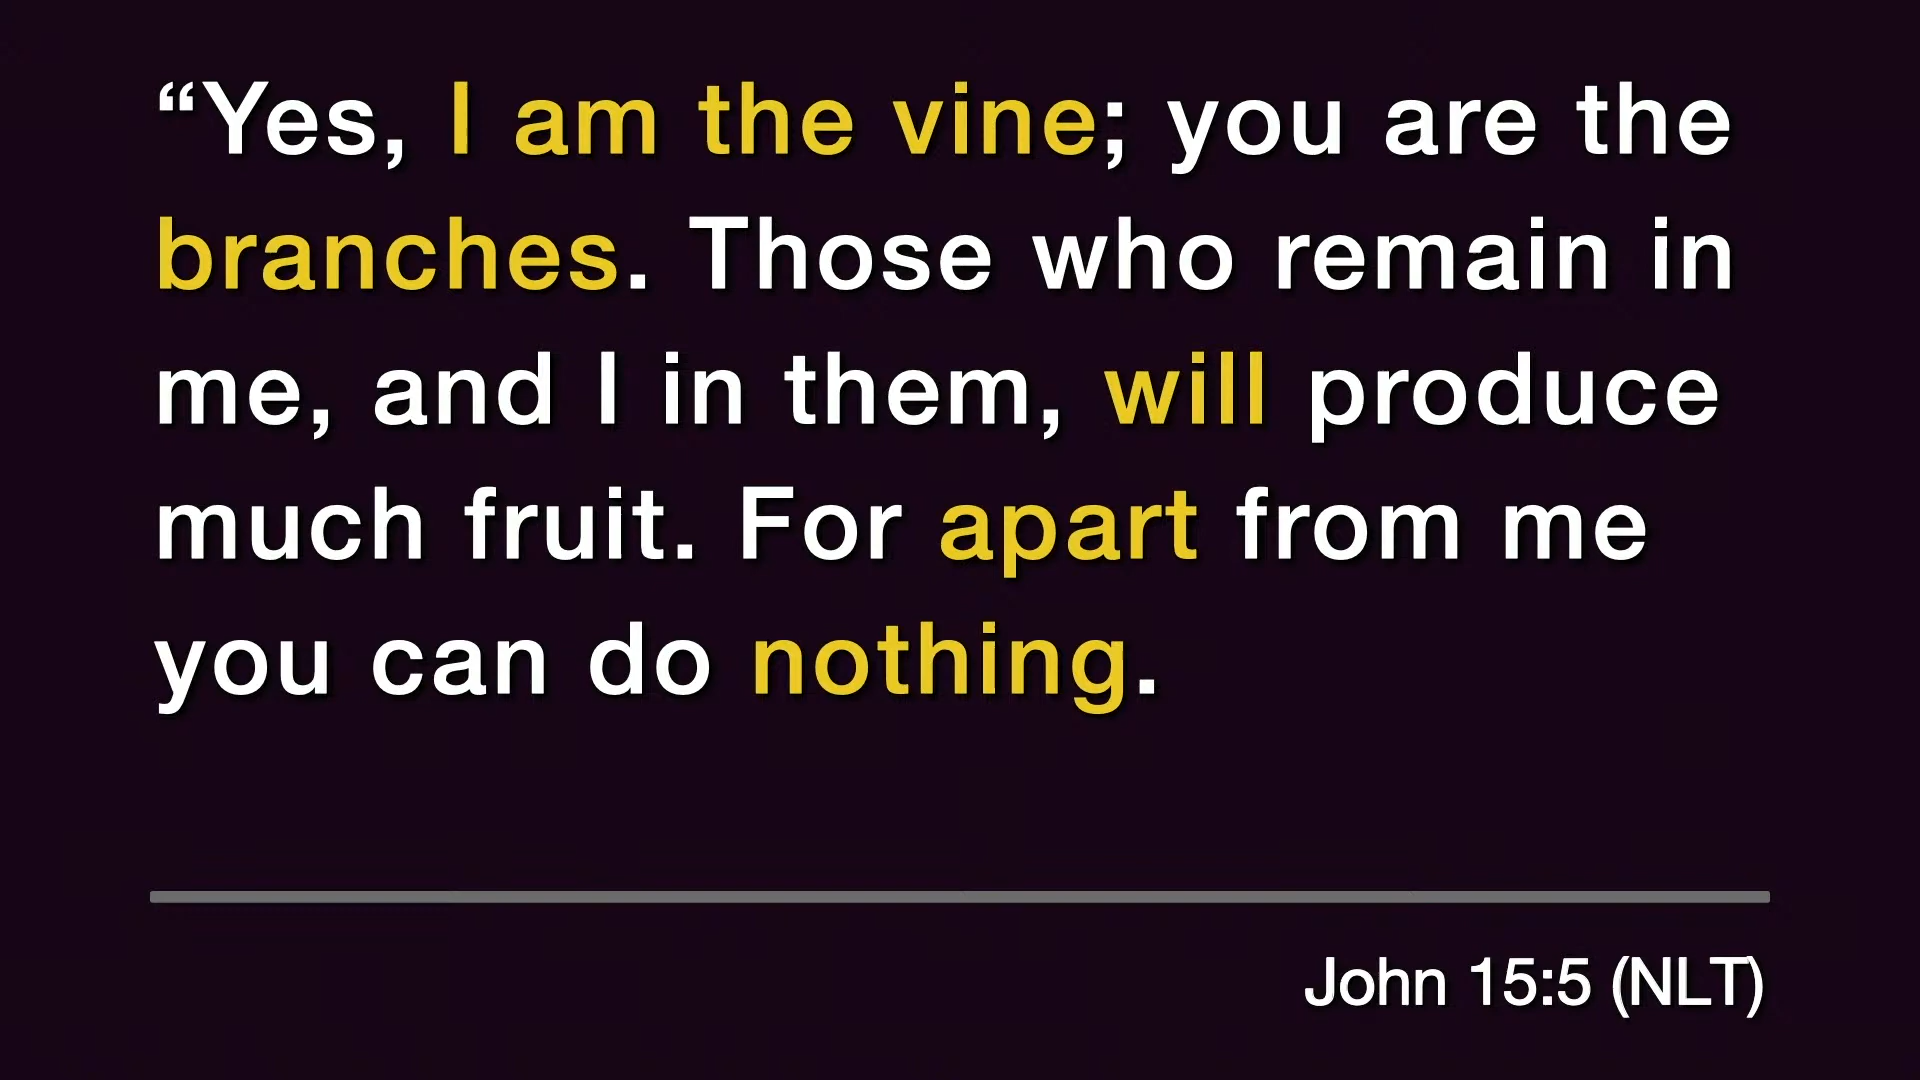 “Yes, I am the vine; you are the
branches. Those who remain in
me, and I in them, will produce
much fruit. For apart from me
you can do nothing.
John 15:5 (NLT)